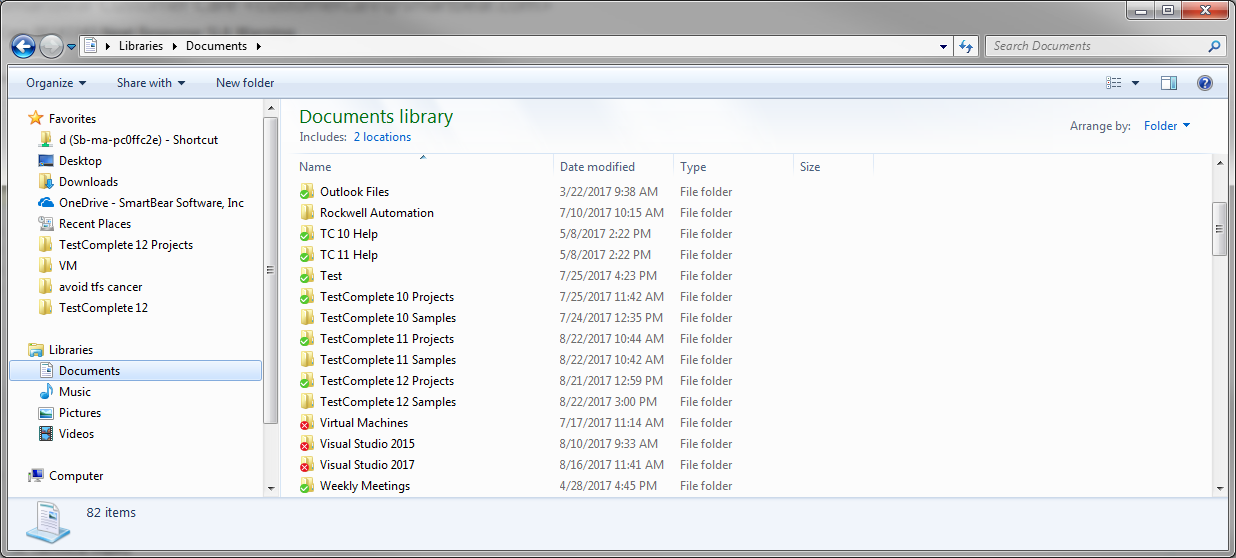 Libraries Documents
Search Documents
Organize Share with New folder
Favorites
d (Sb-ma-pc0ffc2e) - Shortcut
Desktop
Downloads
OneDrive - SmartBear Software, Inc
Recent Places
TestComplete 12 Projects
VM
avoid tfs cancer
TestComplete 12
Libraries
Documents
Music
Pictures
Videos
Computer
Documents library
Includes: 2 locations
Arrange by: Folder
Name Date modified Type Size
Outlook Files 3/22/2017 9:38 AM File folder
Rockwell Automation 7/10/2017 10:15 AM File folder
TC 10 Help 5/8/2017 2:22 PM File folder
TC 11 Help 5/8/2017 2:22 PM File folder
Test 7/25/2017 4:23 PM File folder
TestComplete 10 Projects 7/25/2017 11:42 AM File folder
TestComplete 10 Samples 7/24/2017 12:35 PM File folder
TestComplete 11 Projects 8/22/2017 10:44 AM File folder
TestComplete 11 Samples 8/22/2017 10:42 AM File folder
TestComplete 12 Projects 8/21/2017 12:59 PM File folder
TestComplete 12 Samples 8/22/2017 3:00 PM File folder
Virtual Machines 7/17/2017 11:14 AM File folder
Visual Studio 2015 8/10/2017 9:33 AM File folder
Visual Studio 2017 8/16/2017 11:41 AM File folder
Weekly Meetings 4/28/2017 4:45 PM File folder
82 items